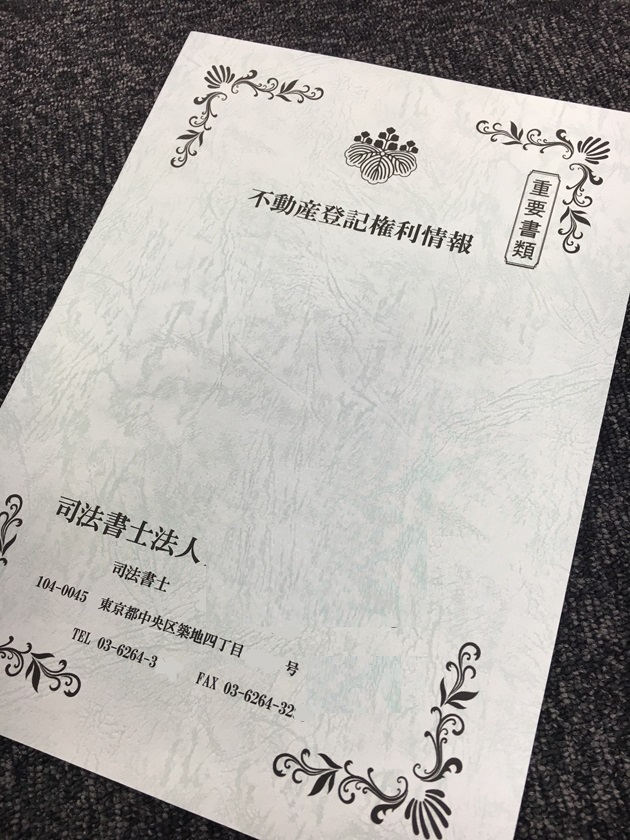 不動産登記権利情報
重要書類
司法書士法人
司法書士
104-0045 東京都中央区築地四丁目 号
TEL 03-6264-3 FAX 03-6264-32